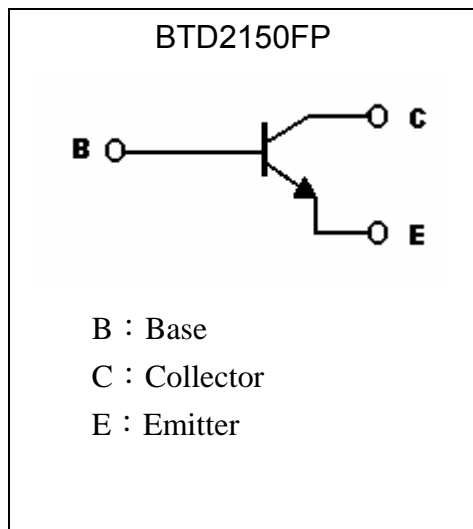 BTD2150FP
B C
E
B：Base
C：Collector
E：Emitter